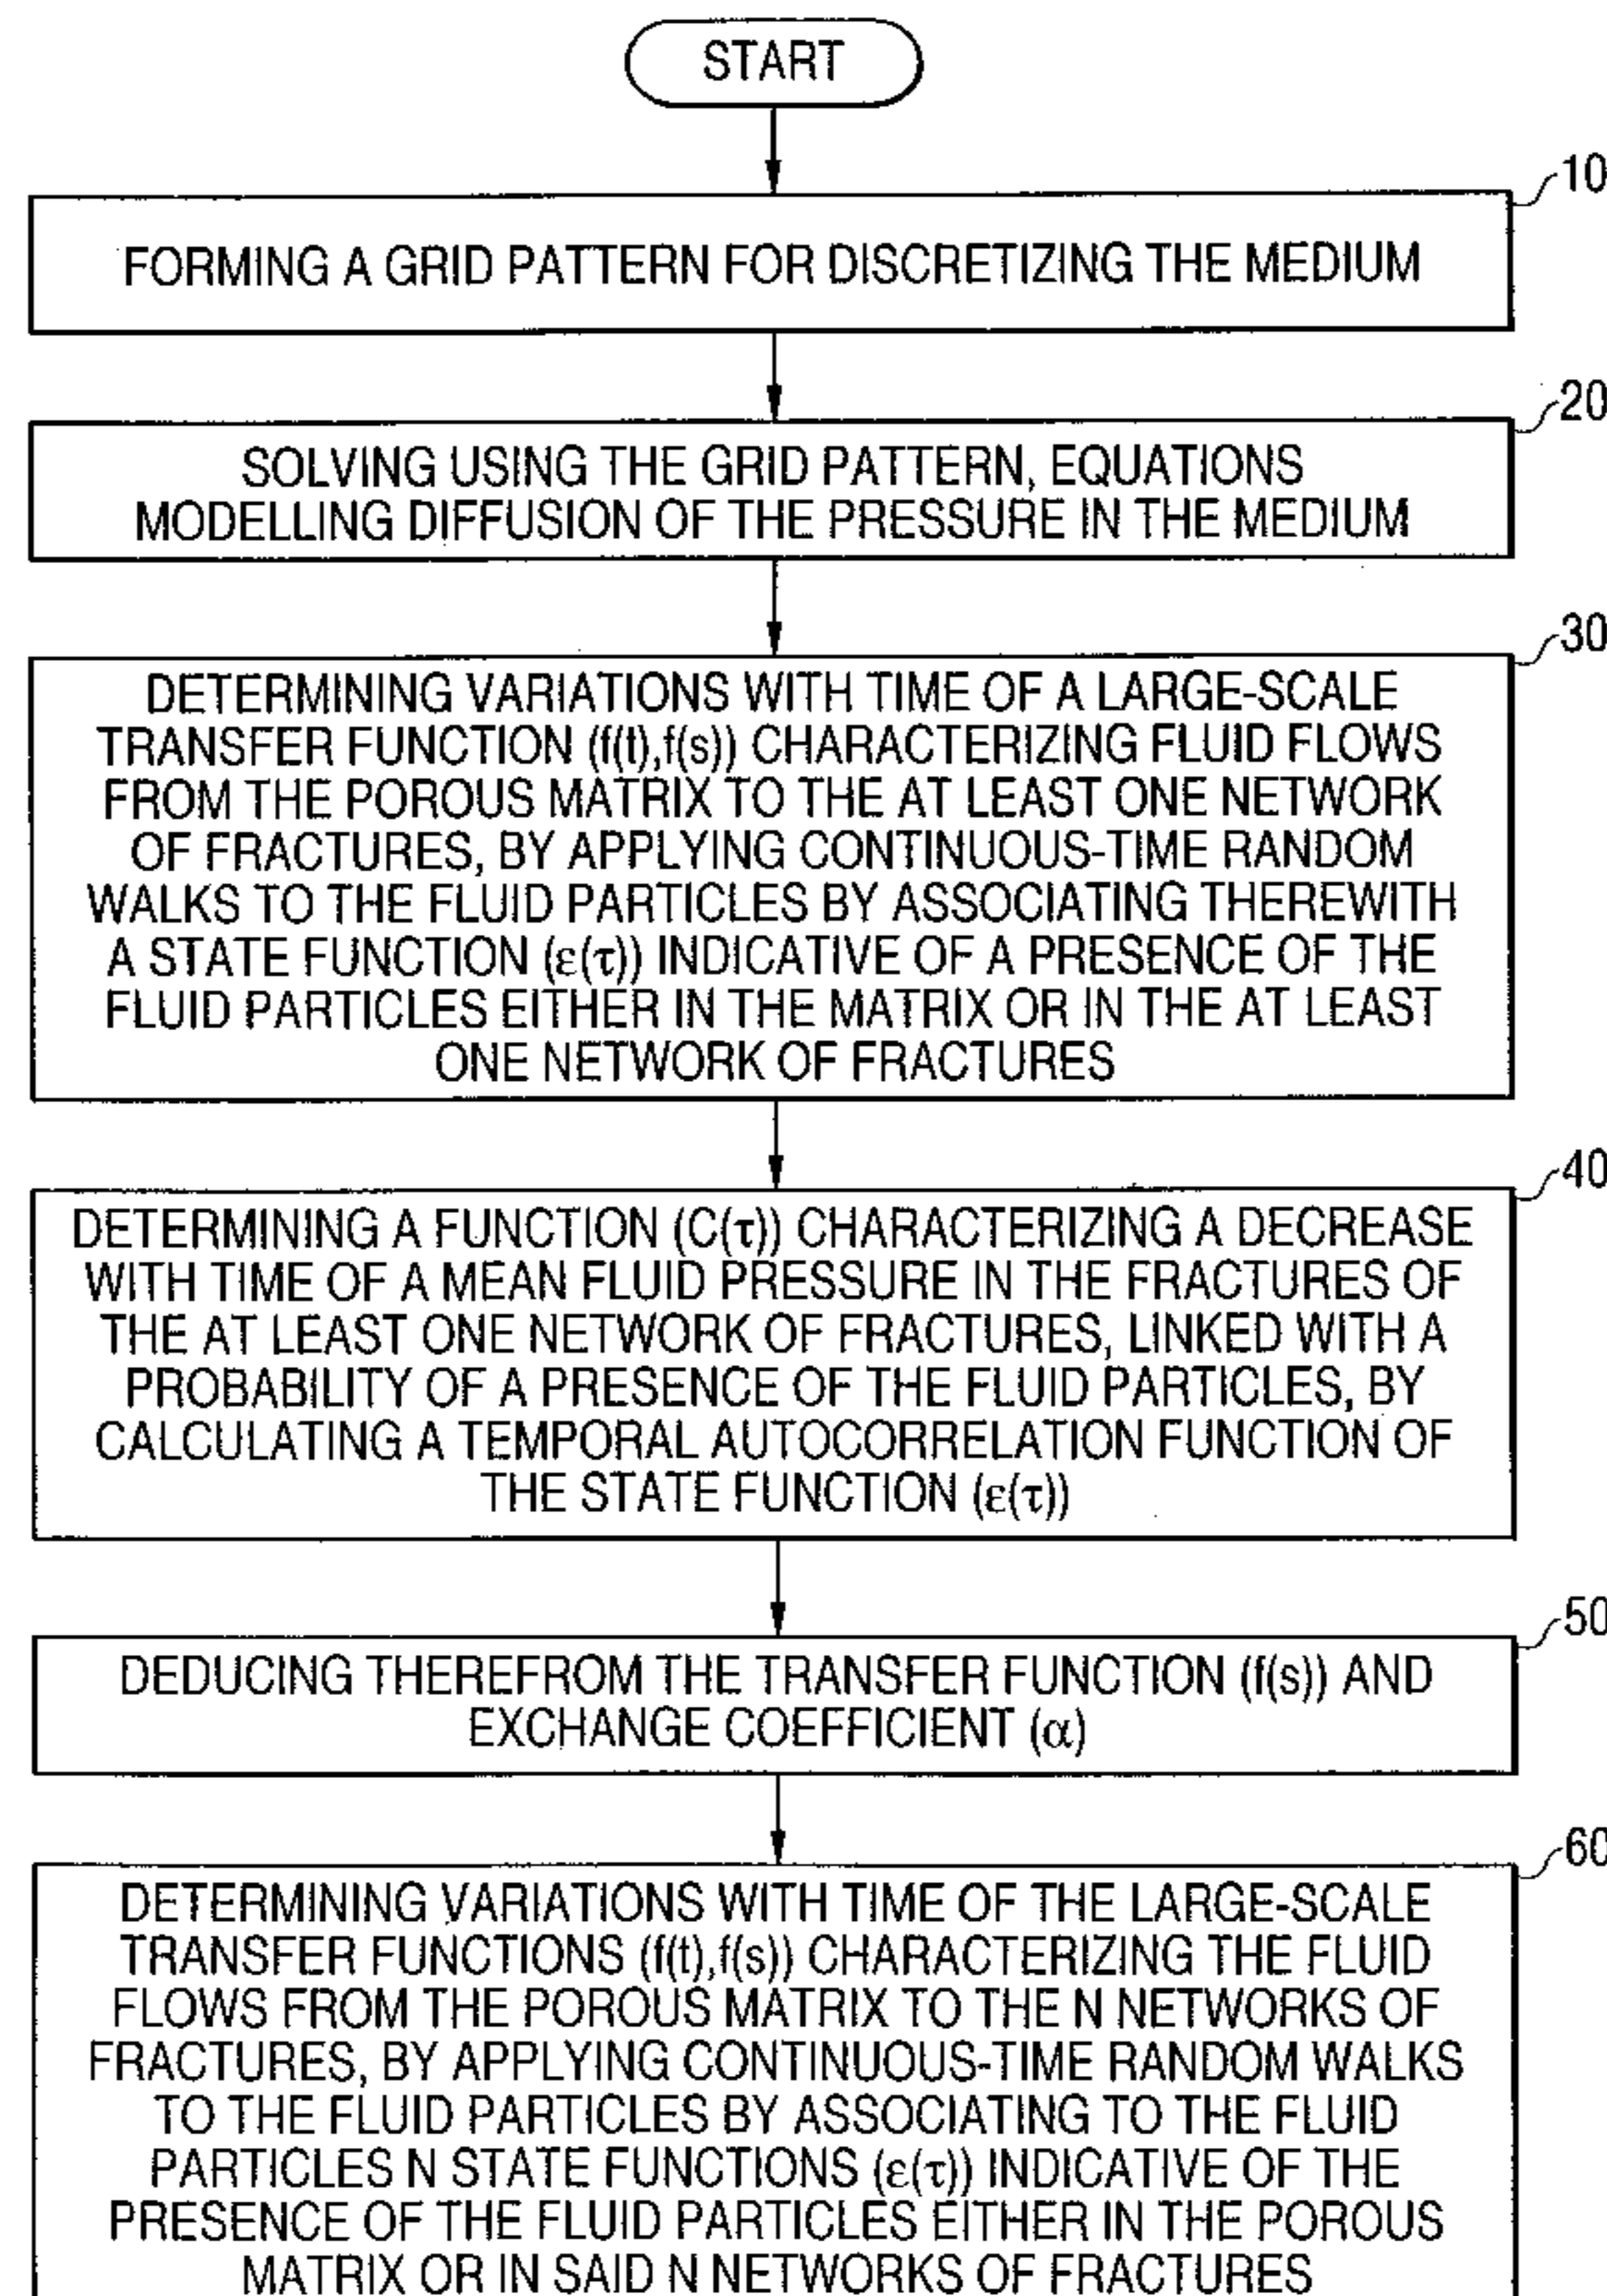 START
10
FORMING A GRID PATTERN FOR DISCRETIZING THE MEDIUM
20
SOLVING USING THE GRID PATTERN, EQUATIONS
MODELLING DIFFUSION OF THE PRESSURE IN THE MEDIUM
30
DETERMINING VARIATIONS WITH TIME OF A LARGE-SCALE
TRANSFER FUNCTION (f(t),f(s)) CHARACTERIZING FLUID FLOWS
FROM THE POROUS MATRIX TO THE AT LEAST ONE NETWORK
OF FRACTURES, BY APPLYING CONTINUOUS-TIME RANDOM
WALKS TO THE FLUID PARTICLES BY ASSOCIATING THEREWITH
A STATE FUNCTION (ε(τ)) INDICATIVE OF A PRESENCE OF THE
FLUID PARTICLES EITHER IN THE MATRIX OR IN THE AT LEAST
ONE NETWORK OF FRACTURES
40
DETERMINING A FUNCTION (C(τ)) CHARACTERIZING A DECREASE
WITH TIME OF A MEAN FLUID PRESSURE IN THE FRACTURES OF
THE AT LEAST ONE NETWORK OF FRACTURES, LINKED WITH A
PROBABILITY OF A PRESENCE OF THE FLUID PARTICLES, BY
CALCULATING A TEMPORAL AUTOCORRELATION FUNCTION OF
THE STATE FUNCTION (ε(τ))
50
DEDUCING THEREFROM THE TRANSFER FUNCTION (f(s)) AND
EXCHANGE COEFFICIENT (α)
60
DETERMINING VARIATIONS WITH TIME OF THE LARGE-SCALE
TRANSFER FUNCTIONS (f(t),f(s)) CHARACTERIZING THE FLUID
FLOWS FROM THE POROUS MATRIX TO THE N NETWORKS OF
FRACTURES, BY APPLYING CONTINUOUS-TIME RANDOM WALKS
TO THE FLUID PARTICLES BY ASSOCIATING TO THE FLUID
PARTICLES N STATE FUNCTIONS (ε(τ)) INDICATIVE OF THE
PRESENCE OF THE FLUID PARTICLES EITHER IN THE POROUS
MATRIX OR IN SAID N NETWORKS OF FRACTURES